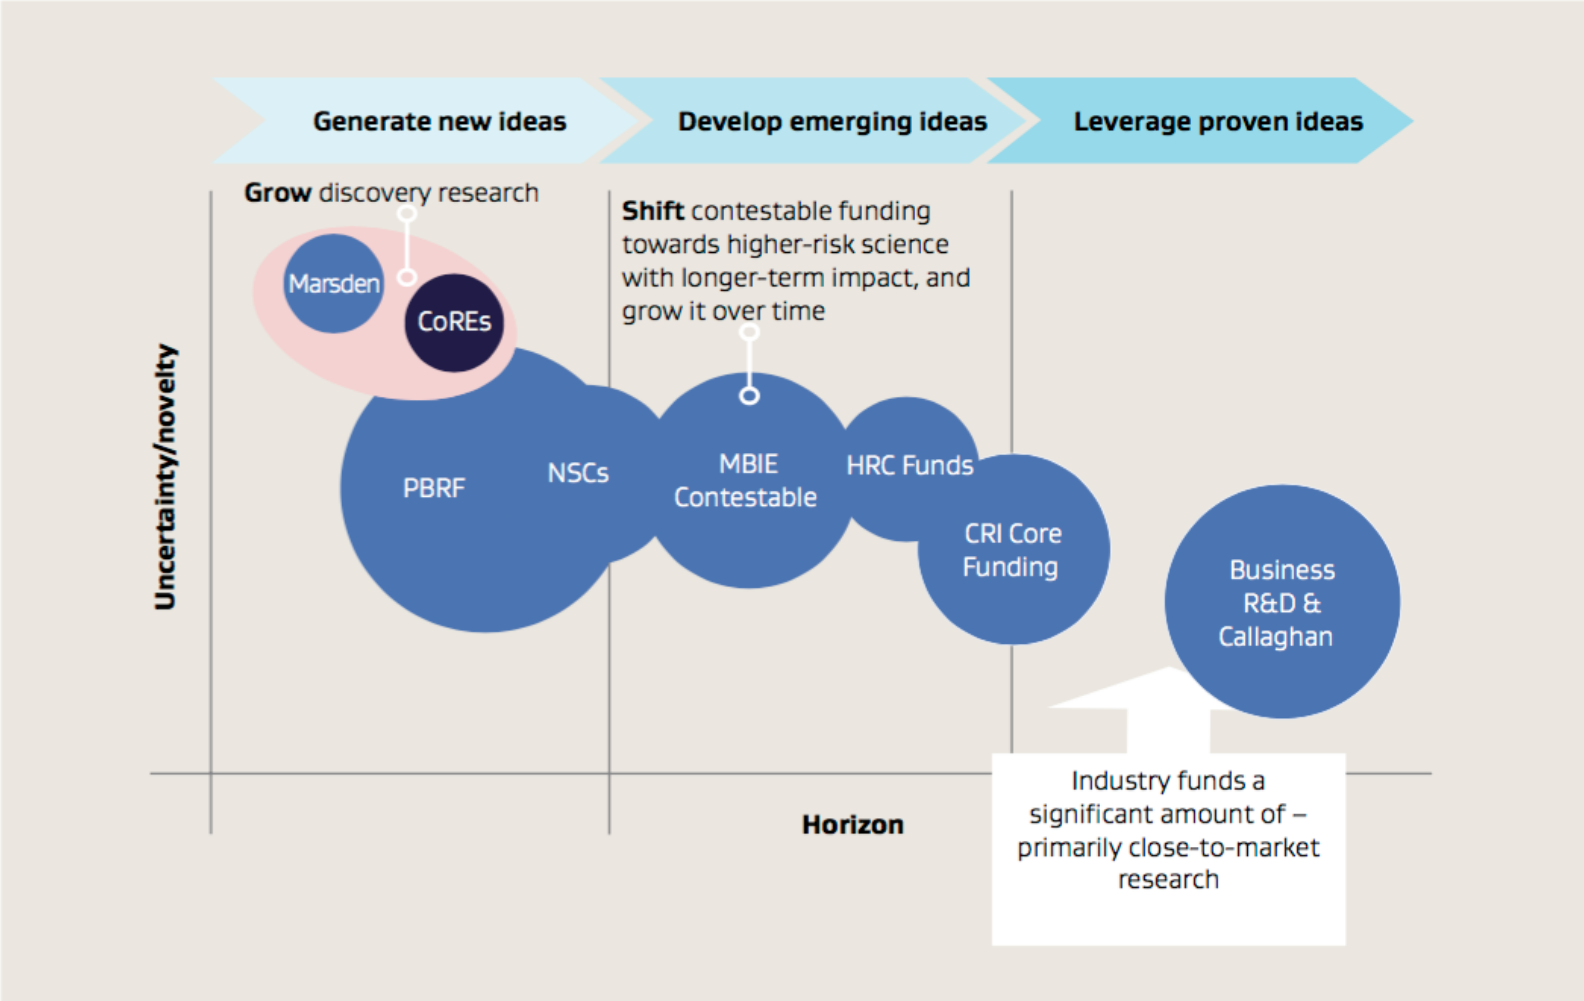 Generate new ideas
Develop emerging ideas
Leverage proven ideas
Grow discovery research
Shift contestable funding
towards higher-risk science
with longer-term impact, and
grow it over time
Uncertainty/novelty
Marsden
CoREs
PBRF
NSCs
MBIE
Contestable
HRC Funds
CRI Core
Funding
Business
R&D &
Callaghan
Industry funds a
significant amount of –
primarily close-to-market
research
Horizon